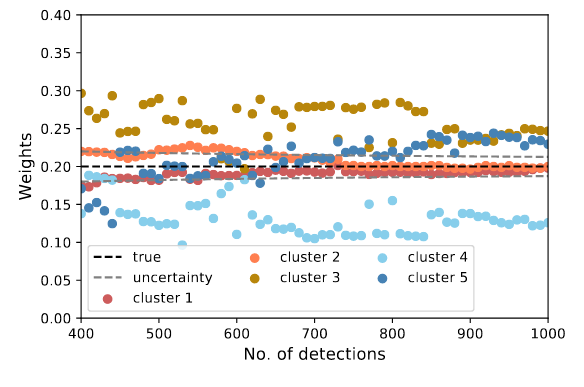 0.40
0.35
0.30
0.25
0.20
0.15
0.10
0.05
0.00
Weights
true
uncertainty
cluster 1
cluster 2
cluster 3
cluster 4
cluster 5
400 500 600 700 800 900 1000
No. of detections